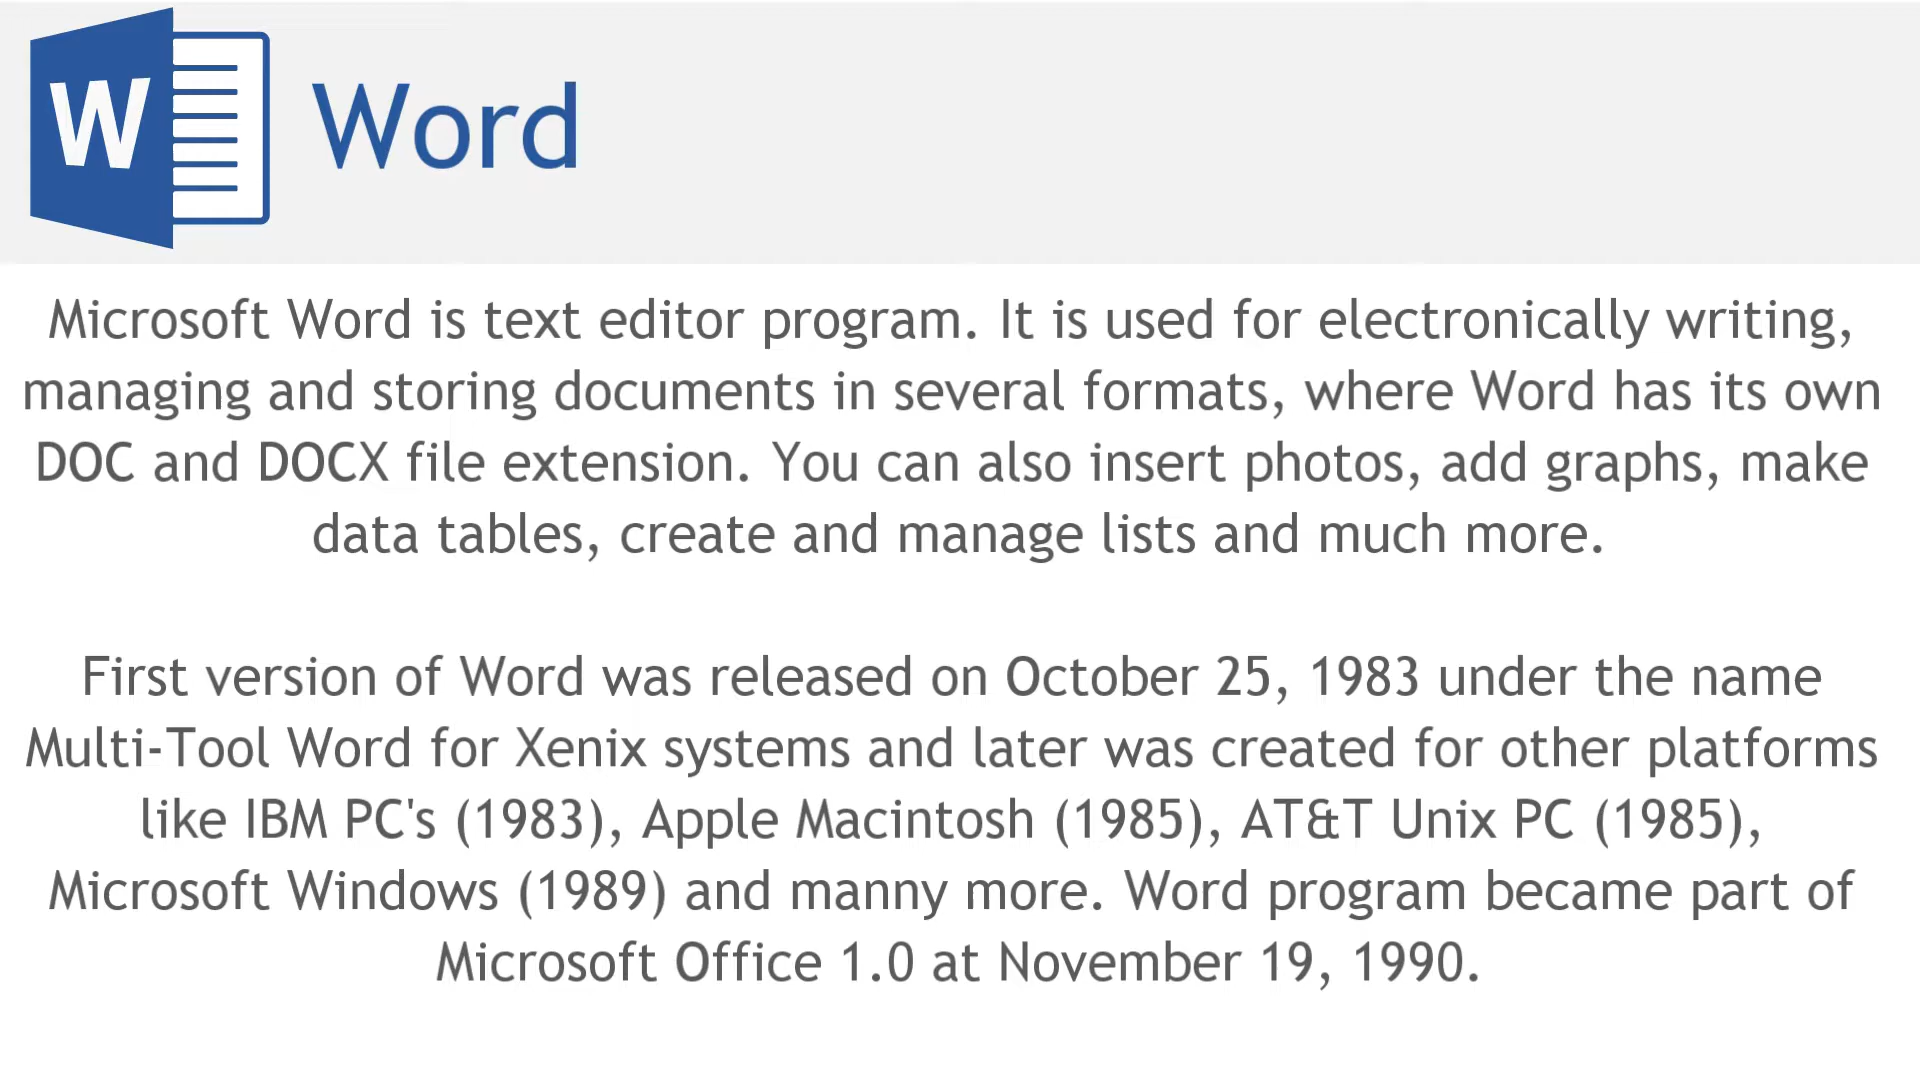 W
Word
Microsoft Word is text editor program. It is used for electronically writing,
managing and storing documents in several formats, where Word has its own
DOC and DOCX file extension. You can also insert photos, add graphs, make
data tables, create and manage lists and much more.
First version of Word was released on October 25, 1983 under the name
Multi-Tool Word for Xenix systems and later was created for other platforms
like IBM PC's (1983), Apple Macintosh (1985), AT&T Unix PC (1985),
Microsoft Windows (1989) and manny more. Word program became part of
Microsoft Office 1.0 at November 19, 1990.